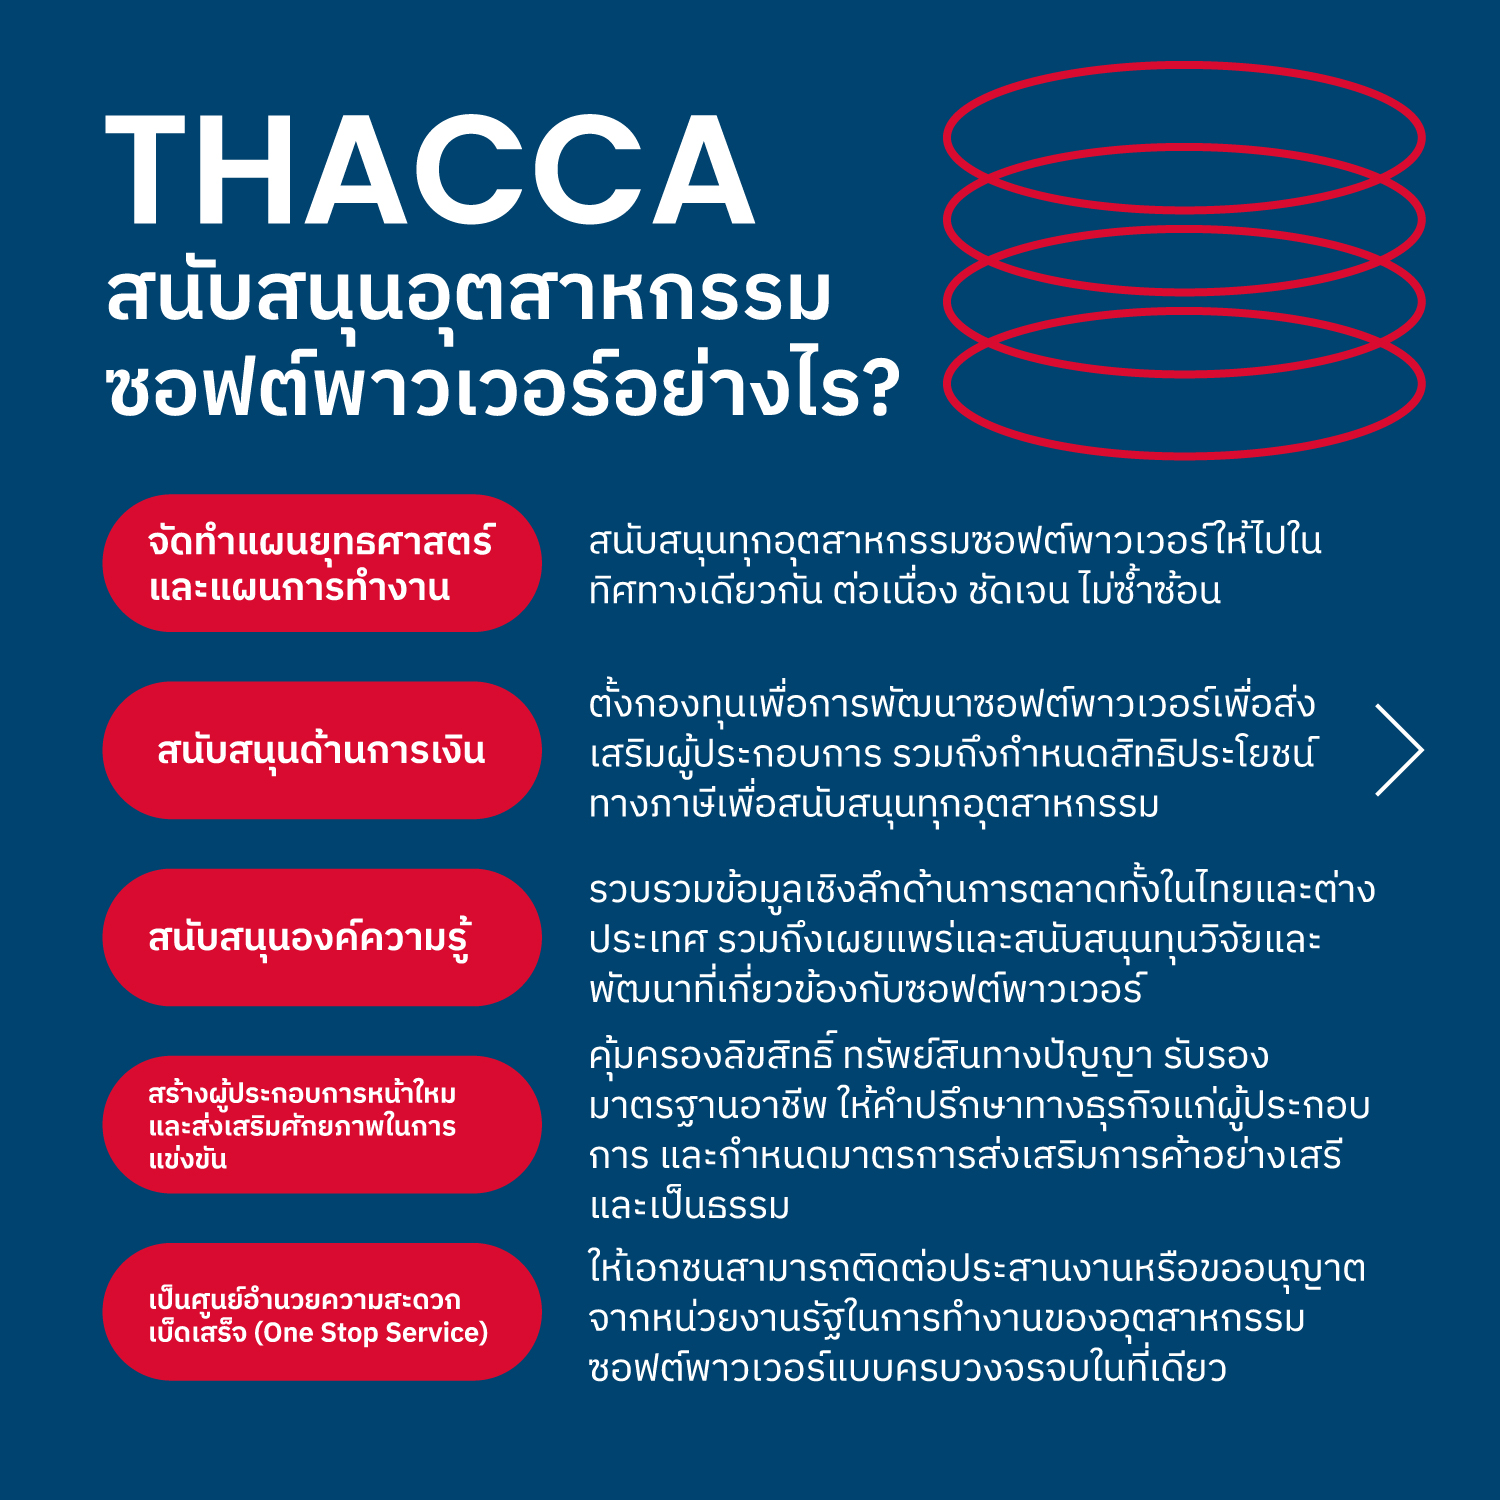 THACCA
สนับสนุนอุตสาหกรรม
ซอฟต์พาวเวอร์อย่างไร?
จัดทำแผนยุทธศาสตร์
และแผนการทำงาน
สนับสนุนทุกอุตสาหกรรมซอฟต์พาวเวอร์ให้ไปใน
ทิศทางเดียวกัน ต่อเนื่อง ชัดเจน ไม่ซ้ำซ้อน
สนับสนุนด้านการเงิน
ตั้งกองทุนเพื่อการพัฒนาซอฟต์พาวเวอร์เพื่อส่ง
เสริมผู้ประกอบการ รวมถึงกำหนดสิทธิประโยชน์
ทางภาษีเพื่อสนับสนุนทุกอุตสาหกรรม
สนับสนุนองค์ความรู้
รวบรวมข้อมูลเชิงลึกด้านการตลาดทั้งในไทยและต่าง
ประเทศ รวมถึงเผยแพร่และสนับสนุนทุนวิจัยและ
พัฒนาที่เกี่ยวข้องกับซอฟต์พาวเวอร์
สร้างผู้ประกอบการหน้าใหม
และส่งเสริมศักยภาพในการ
แข่งขัน
คุ้มครองลิขสิทธิ์ ทรัพย์สินทางปัญญา รับรอง
มาตรฐานอาชีพ ให้คำปรึกษาทางธุรกิจแก่ผู้ประกอบ
การ และกำหนดมาตรการส่งเสริมการค้าอย่างเสรี
และเป็นธรรม
เป็นศูนย์อำนวยความสะดวก
เบ็ดเสร็จ (One Stop Service)
ให้เอกชนสามารถติดต่อประสานงานหรือขออนุญาต
จากหน่วยงานรัฐในการทำงานของอุตสาหกรรม
ซอฟต์พาวเวอร์แบบครบวงจรจบในที่เดียว